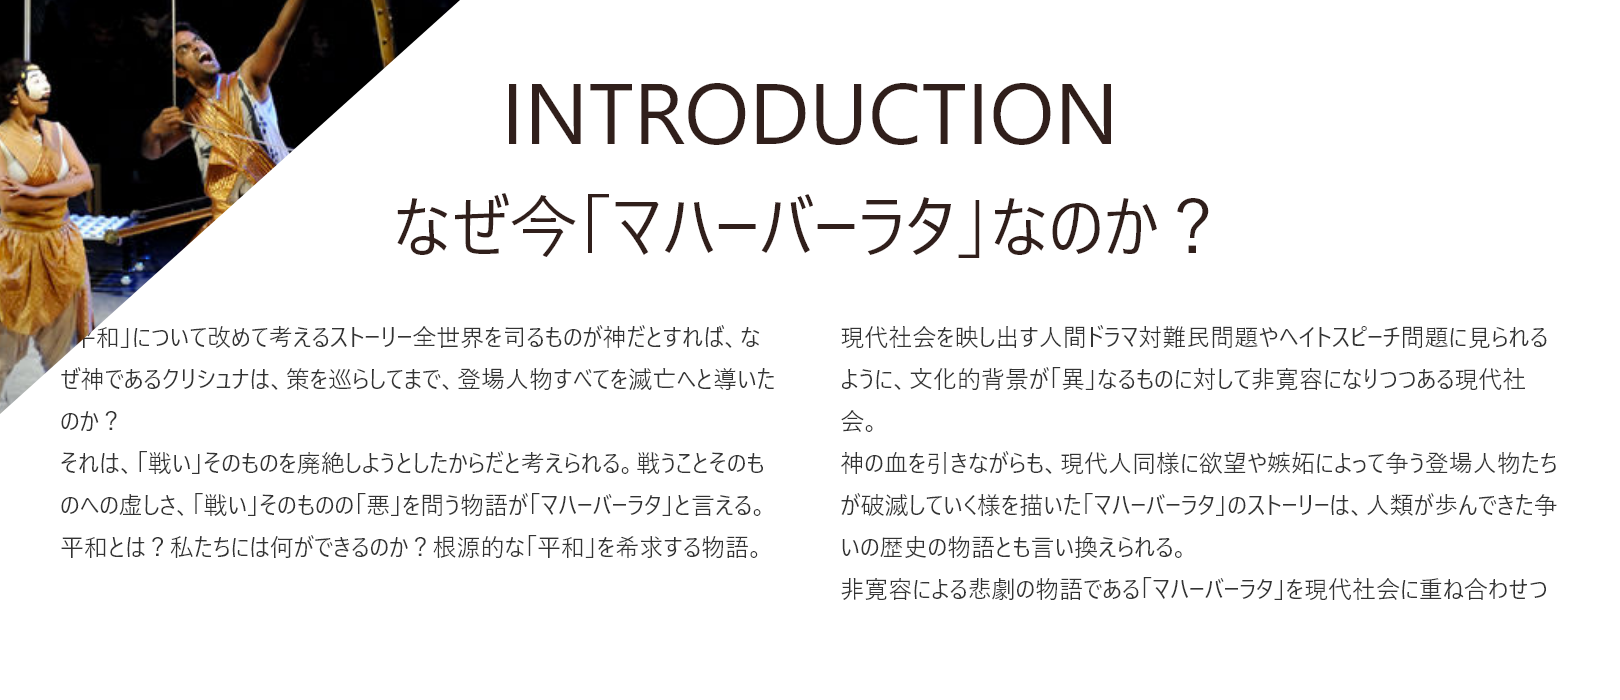 INTRODUCTION
なぜ今「マハーバーラタ」なのか？
平和」について改めて考えるストーリー全世界を司るものが神だとすれば、な
ぜ神であるクリシュナは、策を巡らしてまで、登場人物すべてを滅亡へと導いた
のか？
それは、「戦い」そのものを廃絶しようとしたからだと考えられる。戦うことそのも
のへの虚しさ、「戦い」そのものの「悪」を問う物語が「マハーバーラタ」と言える。
平和とは？私たちには何ができるのか？根源的な「平和」を希求する物語。
現代社会を映し出す人間ドラマ対難民問題やヘイトスピーチ問題に見られる
ように、文化的背景が「異」なるものに対して非寛容になりつつある現代社
会。
神の血を引きながらも、現代人同様に欲望や嫉妬によって争う登場人物たち
が破滅していく様を描いた「マハーバーラタ」のストーリーは、人類が歩んできた争
いの歴史の物語とも言い換えられる。
非寛容による悲劇の物語である「マハーバーラタ」を現代社会に重ね合わせつ